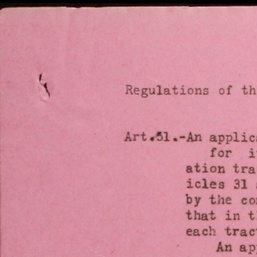 Regulations of th
Art.51.-An applic
for i
ation tra
icles 31
by the co
that in t
each trac
An ap